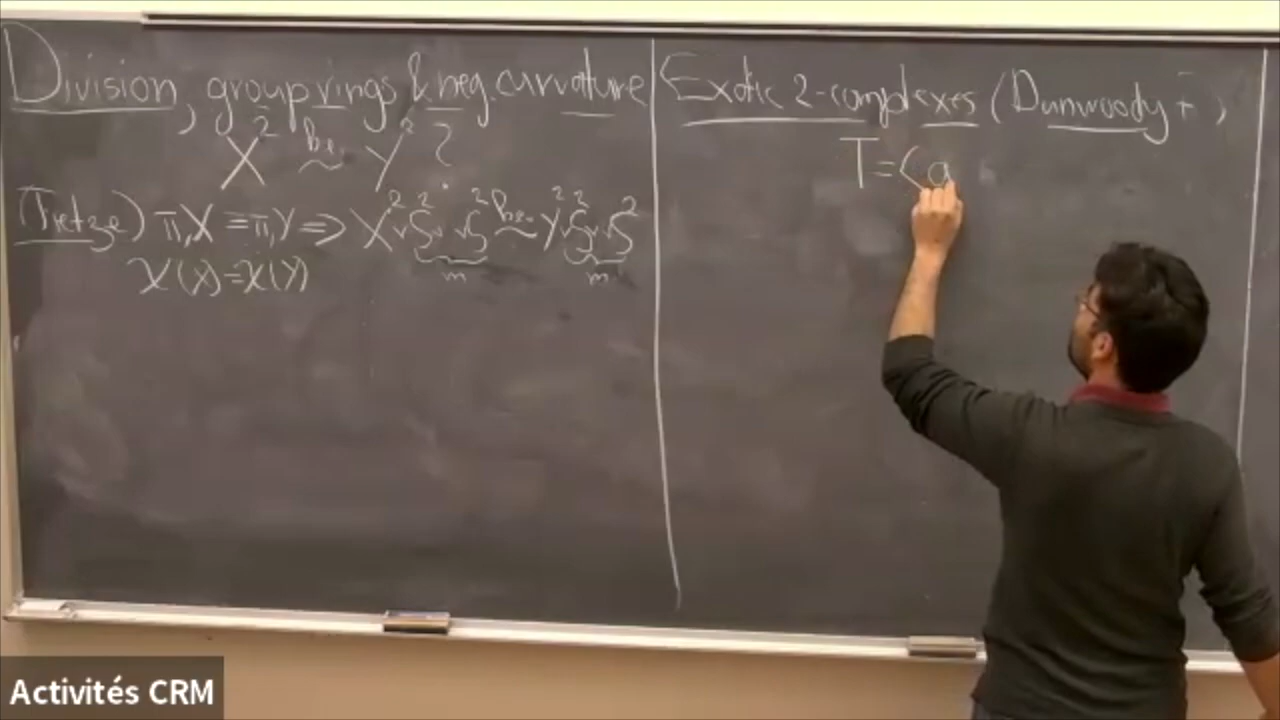 Division, group rings & neg. curvature
X² h.e. ~ Y² ?
(Tietze) π₁X ≅ π₁Y ⇒ X² ∨ S² ∨ .. ∨ S² h.e. ~ Y² ∨ S² ∨ .. ∨ S²
χ(X) = χ(Y)
m
m
Exotic 2-complexes (Dunwoody
T = < a
Activités CRM